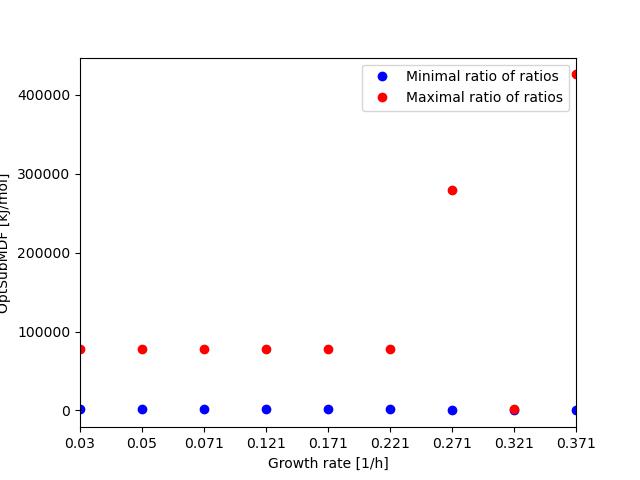 Minimal ratio of ratios
Maximal ratio of ratios
400000
300000
200000
100000
0
OptSubMDF [kJ/mol]
0.03 0.05 0.071 0.121 0.171 0.221 0.271 0.321 0.371
Growth rate [1/h]